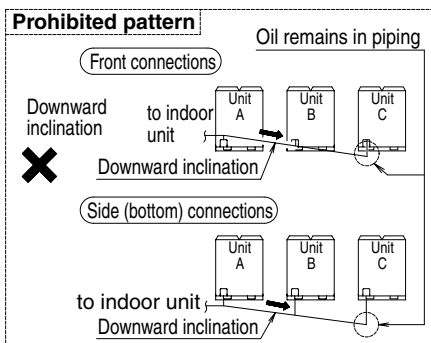 Prohibited pattern
Oil remains in piping
Front connections
Downward
inclination
to indoor
unit
Unit
A
Unit
B
Unit
C
Downward inclination
Side (bottom) connections
Unit
A
Unit
B
Unit
C
to indoor unit
Downward inclination